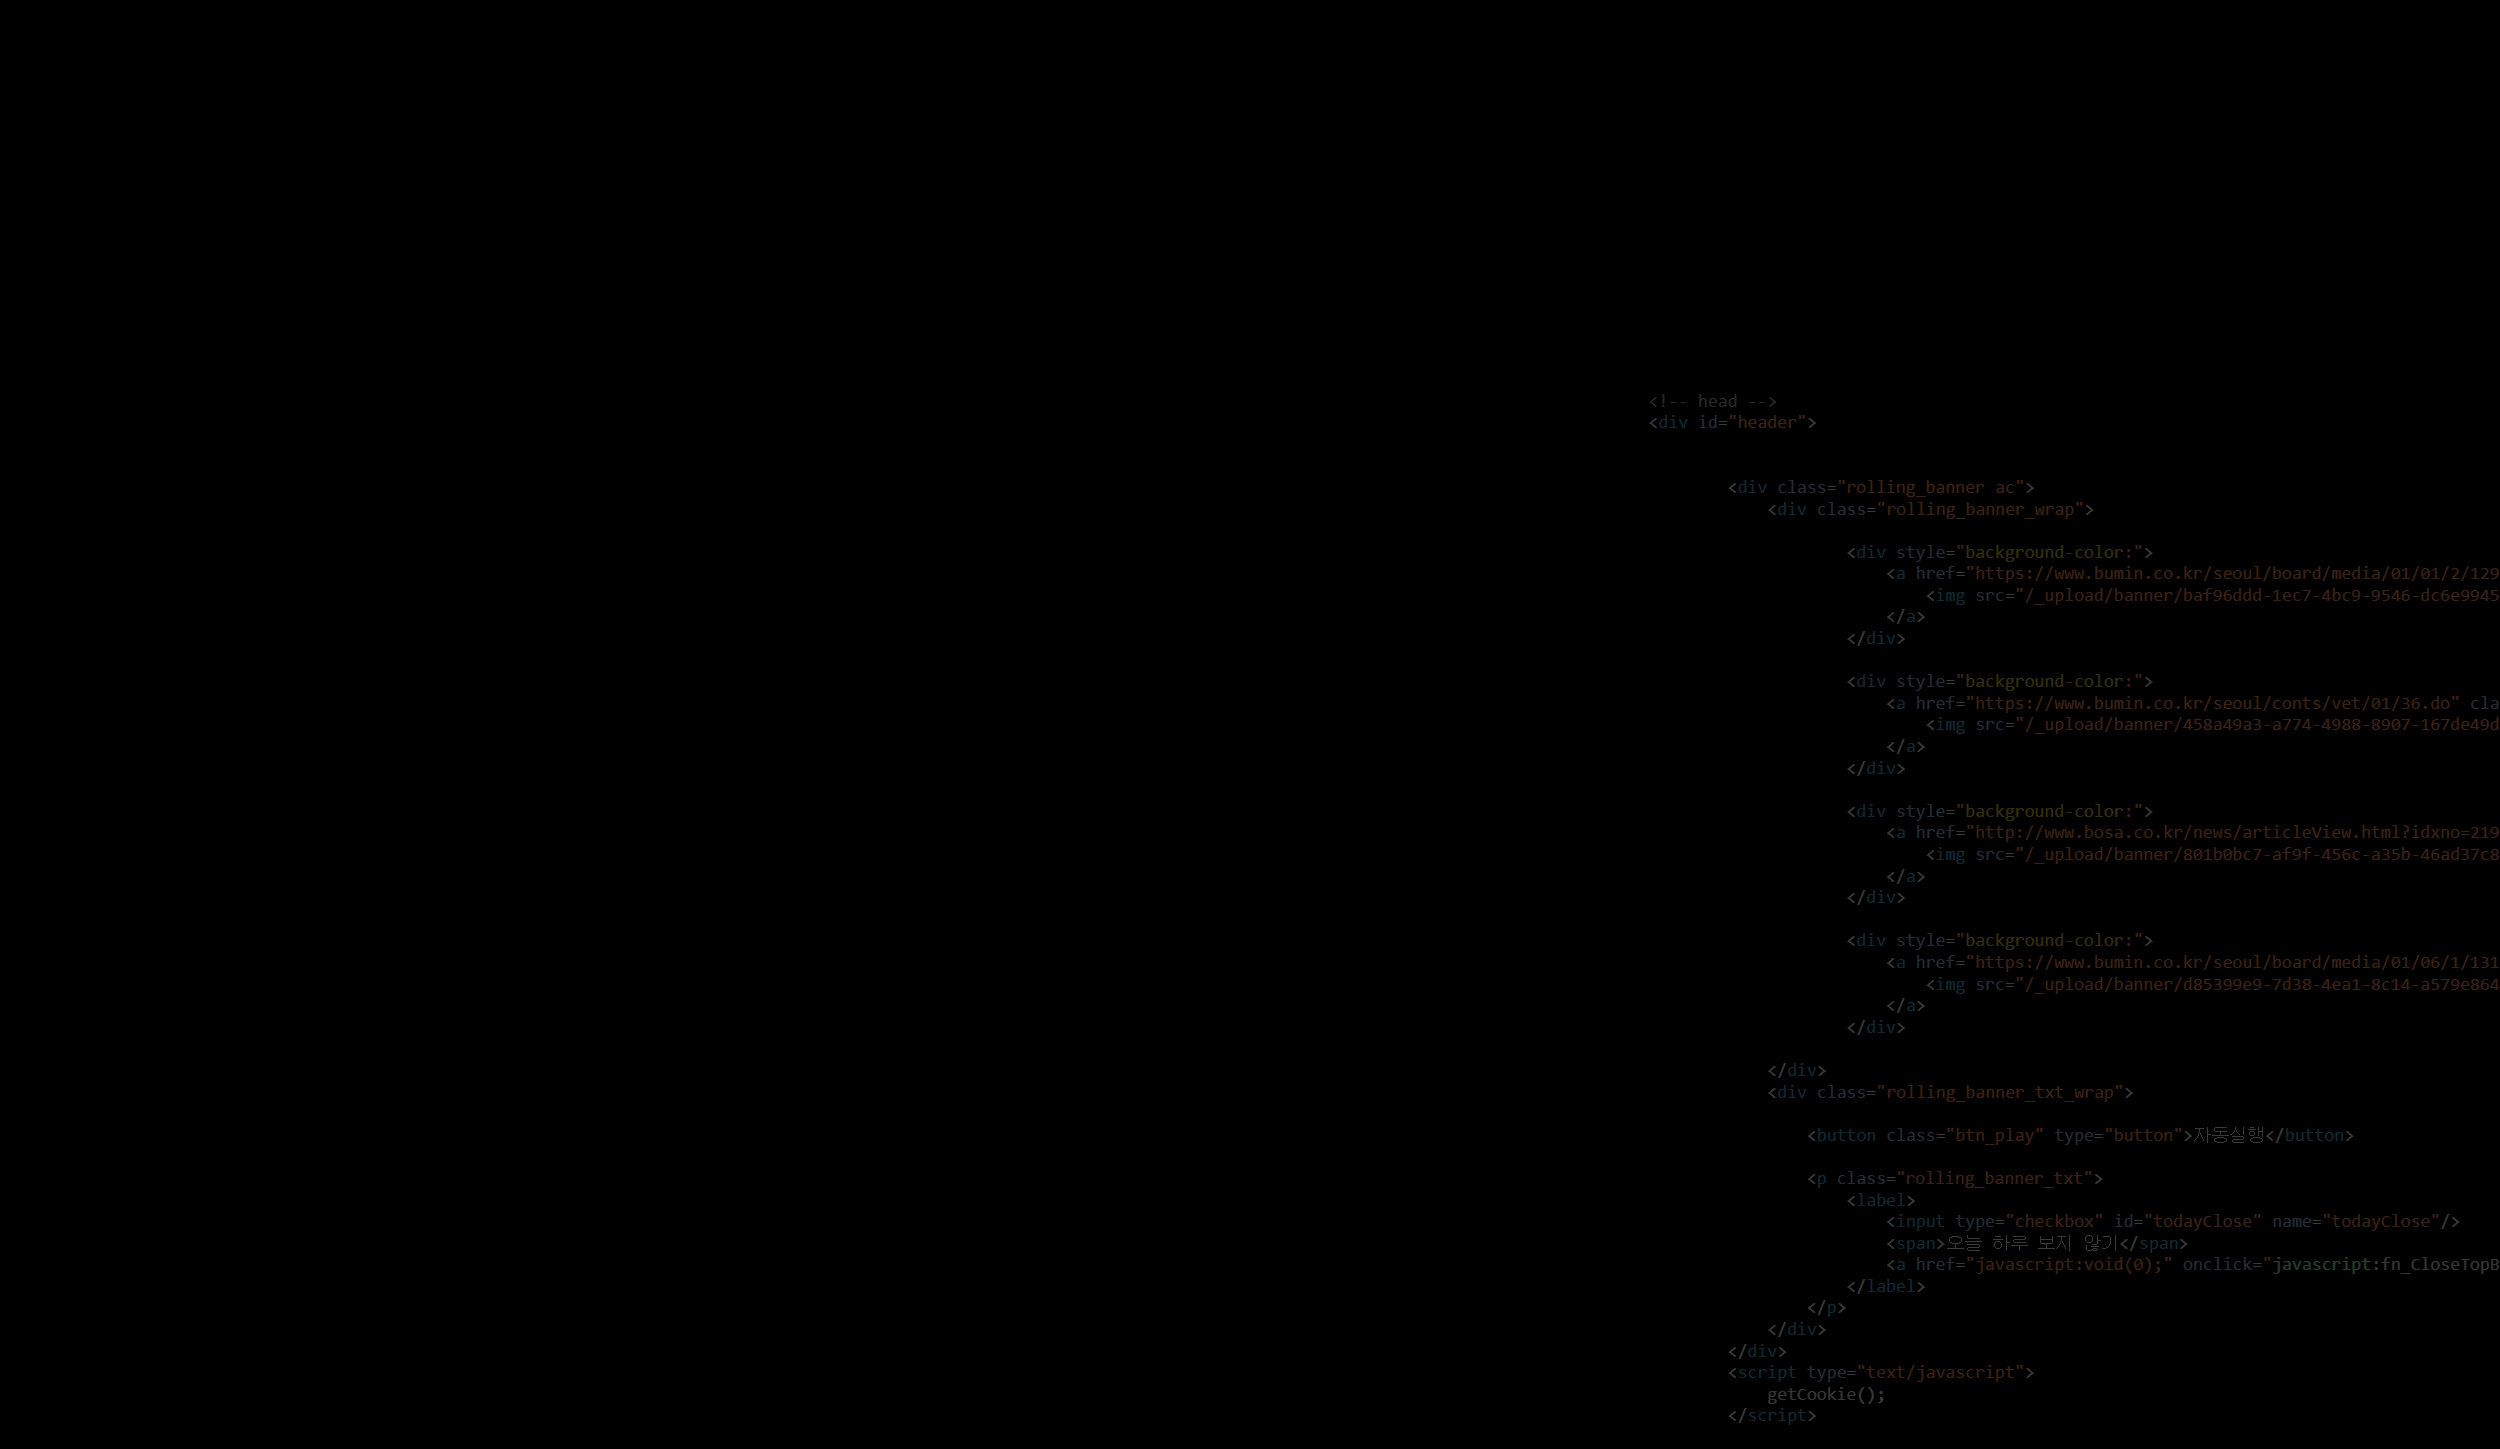 <!-- head -->
<div id="header">
<div class="rolling_banner ac">
<div class="rolling_banner_wrap">
<div style="background-color:">
<a href="https://www.bumin.co.kr/seoul/board/media/01/01/2/129
<img src="/_upload/banner/baf96ddd-1ec7-4bc9-9546-dc6e9945
</a>
</div>
<div style="background-color:">
<a href="https://www.bumin.co.kr/seoul/conts/vet/01/36.do" cla
<img src="/_upload/banner/458a49a3-a774-4988-8907-167de49d
</a>
</div>
<div style="background-color:">
<a href="http://www.bosa.co.kr/news/articleView.html?idxno=219
<img src="/_upload/banner/801b0bc7-af9f-456c-a35b-46ad37c8
</a>
</div>
<div style="background-color:">
<a href="https://www.bumin.co.kr/seoul/board/media/01/06/1/131
<img src="/_upload/banner/d85399e9-7d38-4ea1-8c14-a579e864
</a>
</div>
</div>
<div class="rolling_banner_txt_wrap">
<button class="btn_play" type="button">자동실행</button>
<p class="rolling_banner_txt">
<label>
<input type="checkbox" id="todayClose" name="todayClose"/>
<span>오늘 하루 보지 않기</span>
<a href="javascript:void(0);" onclick="javascript:fn_CloseTopB
</label>
</p>
</div>
</div>
<script type="text/javascript">
getCookie();
</script>